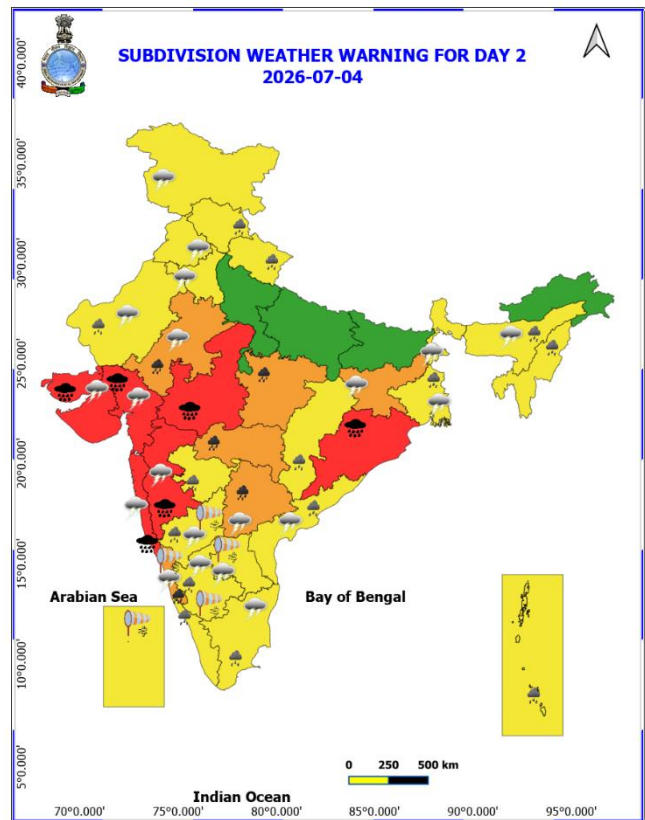 SUBDIVISION WEATHER WARNING FOR DAY 2
2026-07-04
40°0.000'
35°0.000'
30°0.000'
25°0.000'
20°0.000'
15°0.000'
10°0.000'
5°0.000'
Arabian Sea
Bay of Bengal
0 250 500 km
Indian Ocean
70°0.000' 75°0.000' 80°0.000' 85°0.000' 90°0.000' 95°0.000'